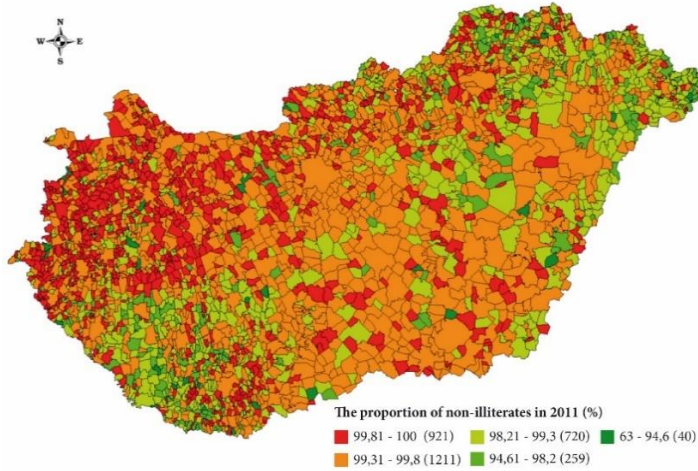 N
W E
S
The proportion of non-illiterates in 2011 (%)
99,81 - 100 (921) 98,21 - 99,3 (720) 63 - 94,6 (40)
99,31 - 99,8 (1211) 94,61 - 98,2 (259)